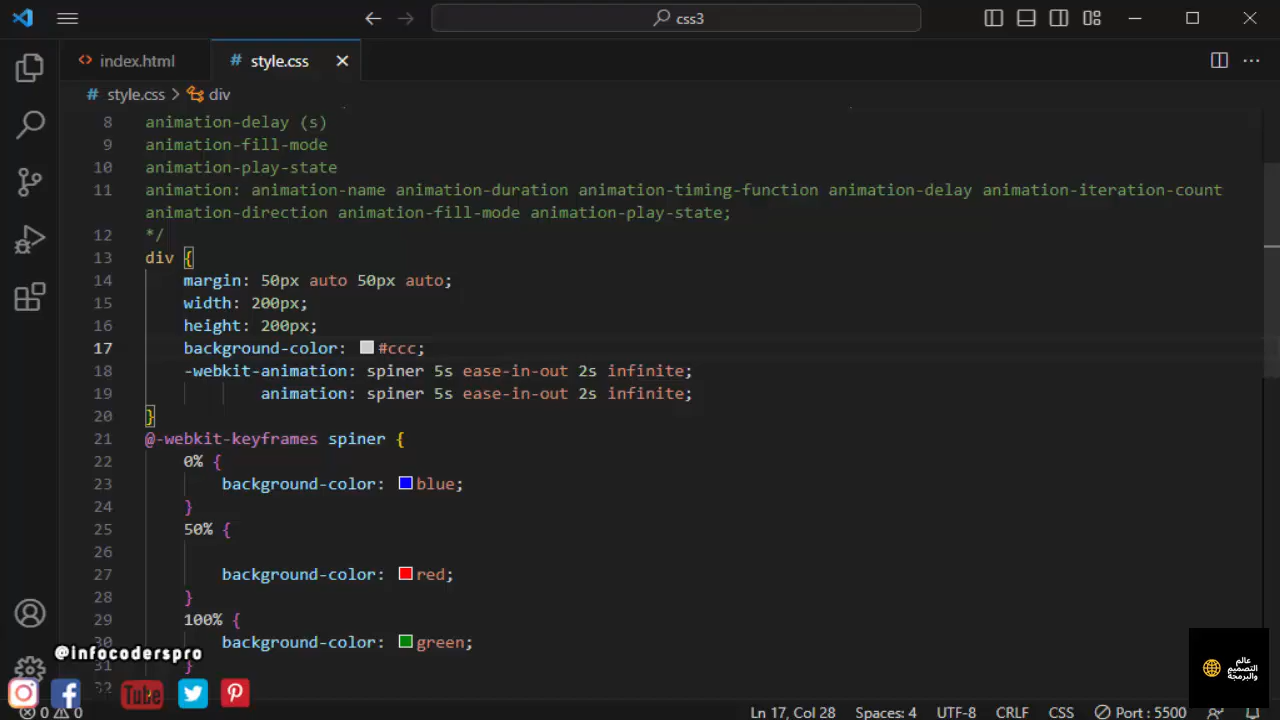 css3
index.html
# style.css
# style.css > div
8 animation-delay (s)
9 animation-fill-mode
10 animation-play-state
11 animation: animation-name animation-duration animation-timing-function animation-delay animation-iteration-count
animation-direction animation-fill-mode animation-play-state;
12 */
13 div {
14 margin: 50px auto 50px auto;
15 width: 200px;
16 height: 200px;
17 background-color: #ccc;
18 -webkit-animation: spiner 5s ease-in-out 2s infinite;
19 animation: spiner 5s ease-in-out 2s infinite;
20 }
21 @-webkit-keyframes spiner {
22 0% {
23 background-color: blue;
24 }
25 50% {
26
27 background-color: red;
28 }
29 100% {
30 background-color: green;
31 }
32
@infocoderspro
Tube
عالم
التصميم
والبرمجة
0 0
Ln 17, Col 28
Spaces: 4
UTF-8
CRLF
CSS
Port : 5500